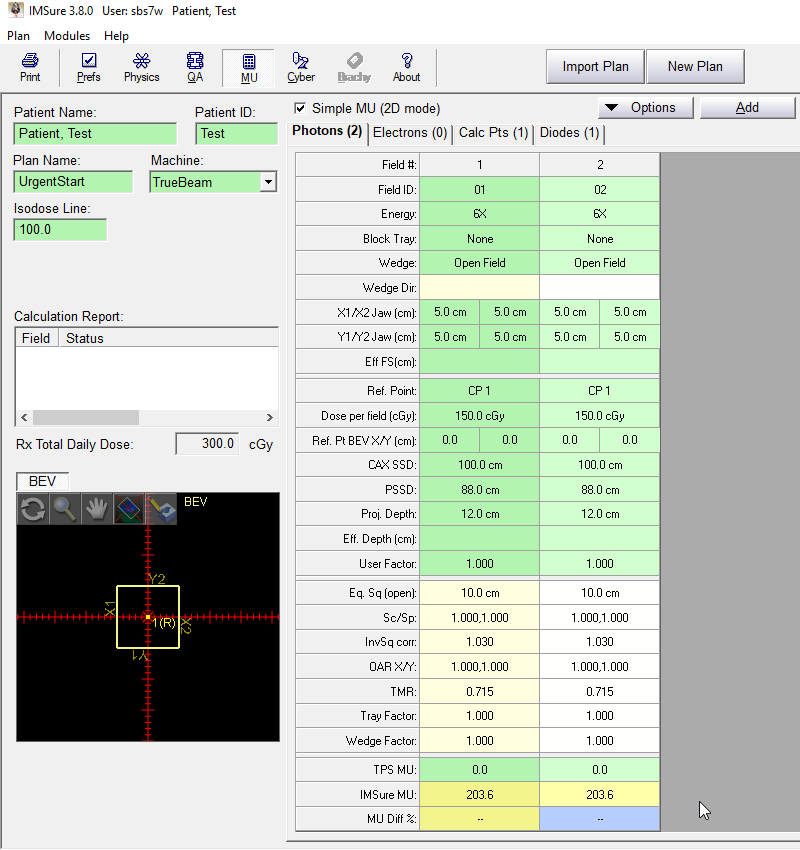 IMSure 3.8.0 User: sbs7w Patient, Test
Plan Modules Help
Print Prefs Physics QA MU Cyber Brachy About Import Plan New Plan
Patient Name: Patient ID:
Patient, Test Test
Plan Name: Machine:
UrgentStart TrueBeam
Isodose Line:
100.0
Calculation Report:
Field Status
Rx Total Daily Dose: 300.0 cGy
BEV
BEV
Y2
X1
1(R)
X2
Y1
Simple MU (2D mode) Options Add
Photons (2) Electrons (0) Calc Pts (1) Diodes (1)
Field #: 1 2
Field ID: 01 02
Energy: 6X 6X
Block Tray: None None
Wedge: Open Field Open Field
Wedge Dir:
X1/X2 Jaw (cm): 5.0 cm 5.0 cm 5.0 cm 5.0 cm
Y1/Y2 Jaw (cm): 5.0 cm 5.0 cm 5.0 cm 5.0 cm
Eff FS(cm):
Ref. Point: CP 1 CP 1
Dose per field (cGy): 150.0 cGy 150.0 cGy
Ref. Pt BEV X/Y (cm): 0.0 0.0 0.0 0.0
CAX SSD: 100.0 cm 100.0 cm
PSSD: 88.0 cm 88.0 cm
Proj. Depth: 12.0 cm 12.0 cm
Eff. Depth (cm):
User Factor: 1.000 1.000
Eq. Sq (open): 10.0 cm 10.0 cm
Sc/Sp: 1.000,1.000 1.000,1.000
InvSq corr: 1.030 1.030
OAR X/Y: 1.000,1.000 1.000,1.000
TMR: 0.715 0.715
Tray Factor: 1.000 1.000
Wedge Factor: 1.000 1.000
TPS MU: 0.0 0.0
IMSure MU: 203.6 203.6
MU Diff %: -- --